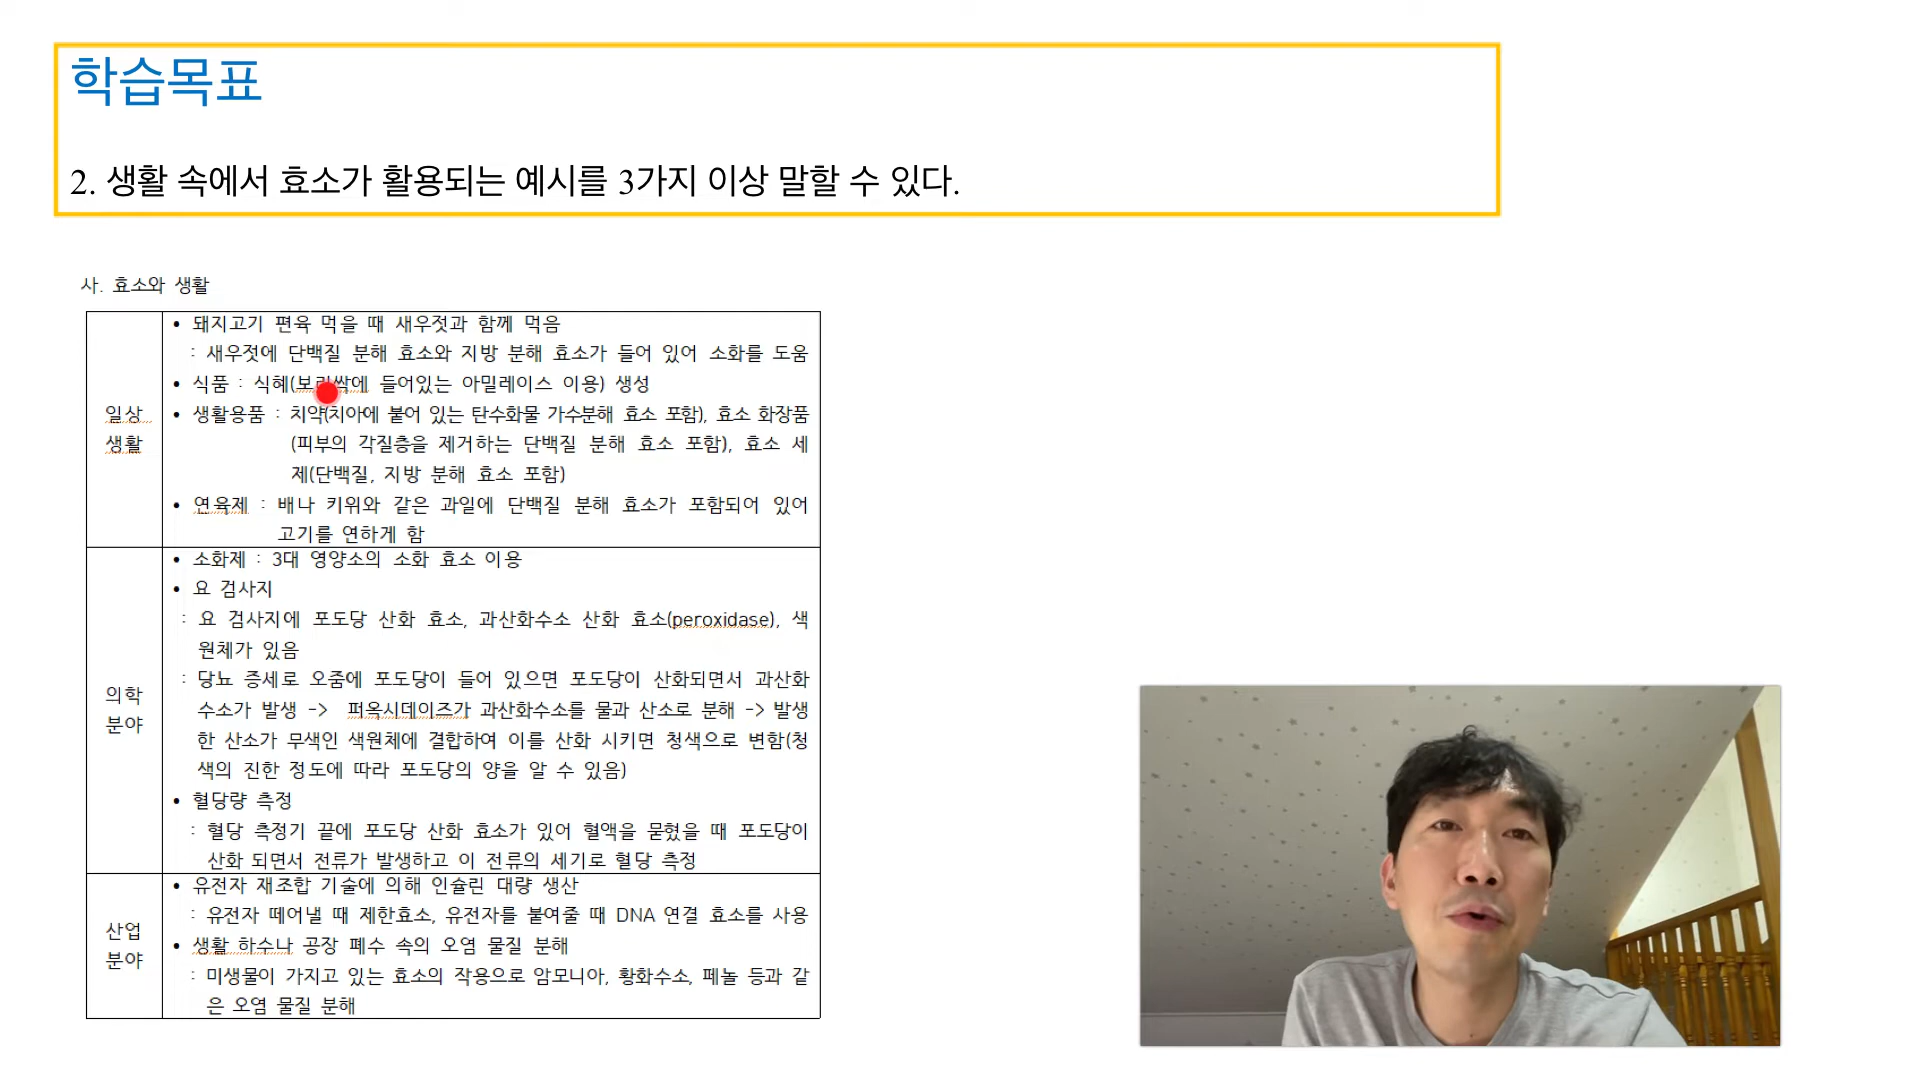 학습목표
2. 생활 속에서 효소가 활용되는 예시를 3가지 이상 말할 수 있다.
사. 효소와 생활
일상
생활
• 돼지고기 편육 먹을 때 새우젓과 함께 먹음
: 새우젓에 단백질 분해 효소와 지방 분해 효소가 들어 있어 소화를 도움
• 식품 : 식혜(보리싹에 들어있는 아밀레이스 이용) 생성
• 생활용품 : 치약(치아에 붙어 있는 탄수화물 가수분해 효소 포함), 효소 화장품
(피부의 각질층을 제거하는 단백질 분해 효소 포함), 효소 세
제(단백질, 지방 분해 효소 포함)
• 연육제 : 배나 키위와 같은 과일에 단백질 분해 효소가 포함되어 있어
고기를 연하게 함
의학
분야
• 소화제 : 3대 영양소의 소화 효소 이용
• 요 검사지
: 요 검사지에 포도당 산화 효소, 과산화수소 산화 효소(peroxidase), 색
원체가 있음
: 당뇨 증세로 오줌에 포도당이 들어 있으면 포도당이 산화되면서 과산화
수소가 발생 -> 퍼옥시데이즈가 과산화수소를 물과 산소로 분해 -> 발생
한 산소가 무색인 색원체에 결합하여 이를 산화 시키면 청색으로 변함(청
색의 진한 정도에 따라 포도당의 양을 알 수 있음)
• 혈당량 측정
: 혈당 측정기 끝에 포도당 산화 효소가 있어 혈액을 묻혔을 때 포도당이
산화 되면서 전류가 발생하고 이 전류의 세기로 혈당 측정
산업
분야
• 유전자 재조합 기술에 의해 인슐린 대량 생산
: 유전자 떼어낼 때 제한효소, 유전자를 붙여줄 때 DNA 연결 효소를 사용
• 생활 하수나 공장 폐수 속의 오염 물질 분해
: 미생물이 가지고 있는 효소의 작용으로 암모니아, 황화수소, 페놀 등과 같
은 오염 물질 분해